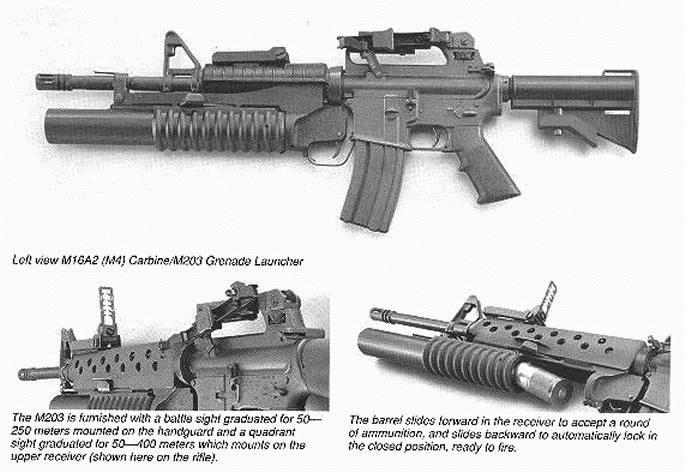 Left view M16A2 (M4) Carbine/M203 Grenade Launcher
The M203 is furnished with a battle sight graduated for 50—
250 meters mounted on the handguard and a quadrant
sight graduated for 50—400 meters which mounts on the
upper receiver (shown here on the rifle).
The barrel slides forward in the receiver to accept a round
of ammunition, and slides backward to automatically lock in
the closed position, ready to fire.